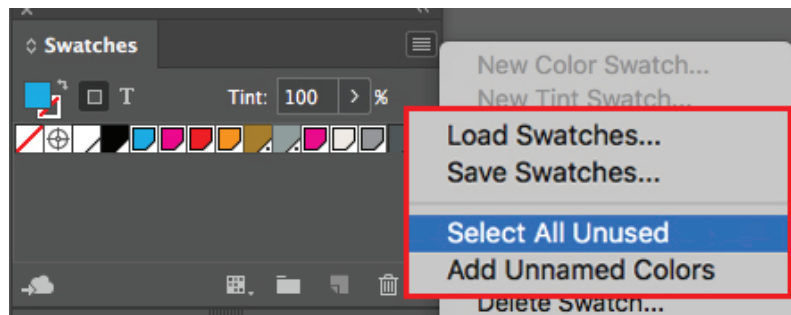 Swatches
T Tint: 100 > %
New Color Swatch...
New Tint Swatch...
Load Swatches...
Save Swatches...
Select All Unused
Add Unnamed Colors
Delete Swatch...